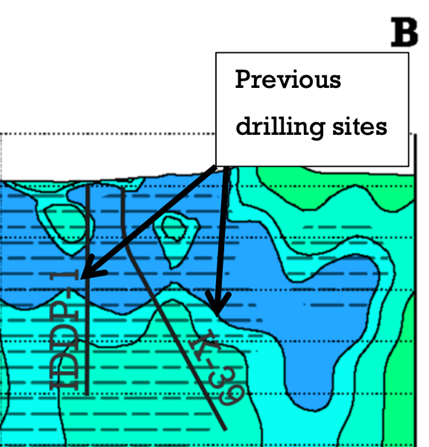 B
Previous
drilling sites
IDDP-1
K-39